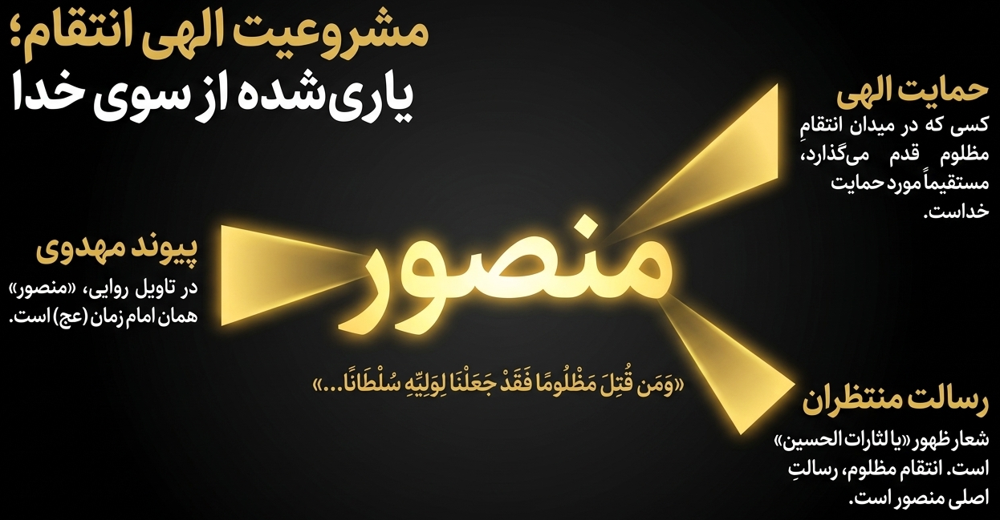 مشروعیت الهی انتقام؛
یاری‌شده از سوی خدا
حمایت الهی
کسی که در میدان انتقامِ
مظلوم قدم می‌گذارد،
مستقیماً مورد حمایت
خداست.
منصور
پیوند مهدوی
در تاویل روایی، «منصور»
همان امام زمان (عج) است.
«وَمَن قُتِلَ مَظْلُومًا فَقَدْ جَعَلْنَا لِوَلِیِّهِ سُلْطَانًا...»
رسالت منتظران
شعار ظهور «یا لثارات الحسین»
است. انتقام مظلوم، رسالتِ
اصلی منصور است.